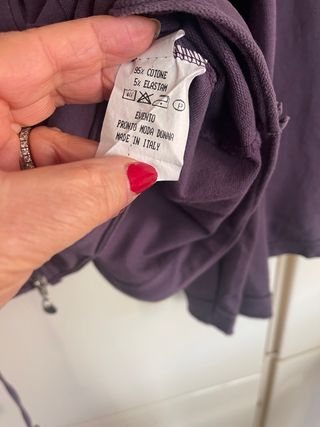 95% COTONE
5% ELASTAM
EVENTO
PRONTO MODA DONNA
MADE IN ITALY